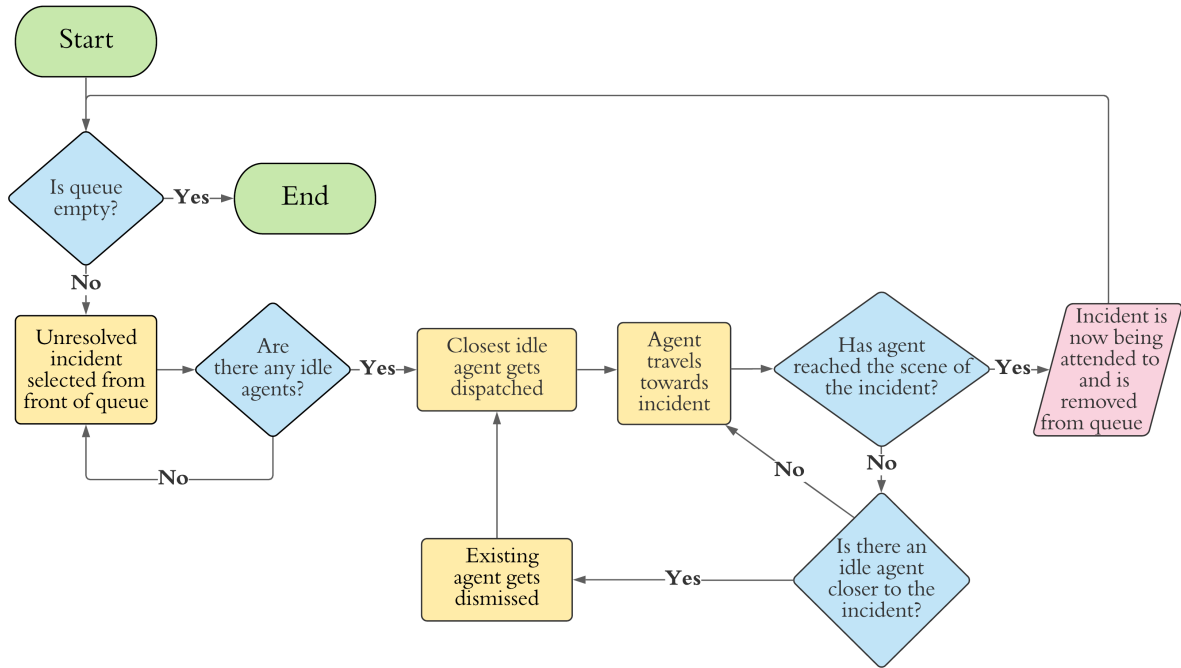 Start
Is queue
empty?
Yes
End
No
Unresolved
incident
selected from
front of queue
Are
there any idle
agents?
Yes
No
Closest idle
agent gets
dispatched
Agent
travels
towards
incident
Has agent
reached the scene of
the incident?
Yes
Incident is
now being
attended to
and is
removed
from queue
No
No
Is there an
idle agent
closer to the
incident?
Yes
Existing
agent gets
dismissed